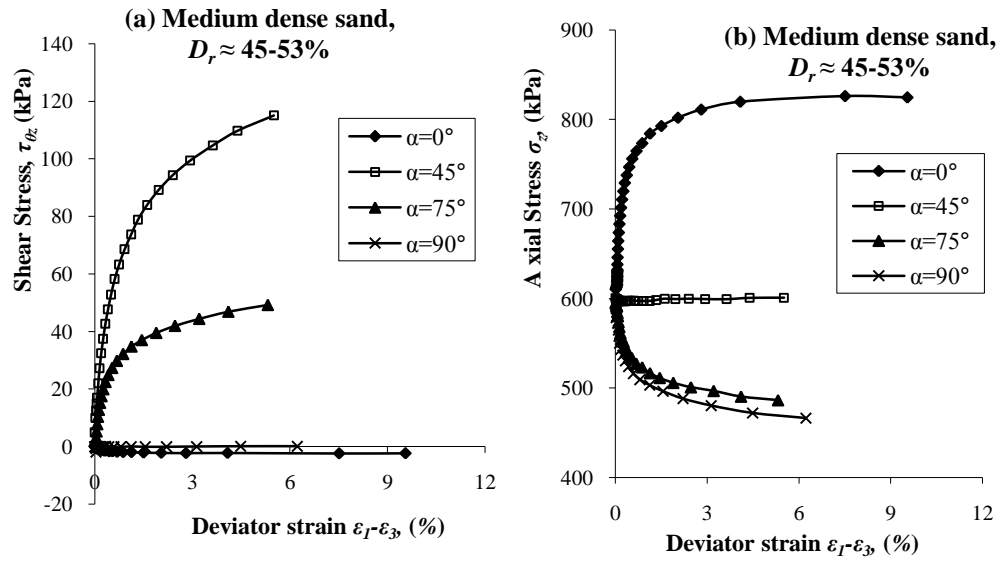 (a) Medium dense sand,
Dr ≈ 45-53%
140
120
100
80
60
40
20
0
-20
0
3
6
9
12
Shear Stress, τθz (kPa)
Deviator strain ε1-ε3, (%)
α=0°
α=45°
α=75°
α=90°
(b) Medium dense sand,
Dr ≈ 45-53%
900
800
700
600
500
400
0
3
6
9
12
A xial Stress σz, (kPa)
Deviator strain ε1-ε3, (%)
α=0°
α=45°
α=75°
α=90°